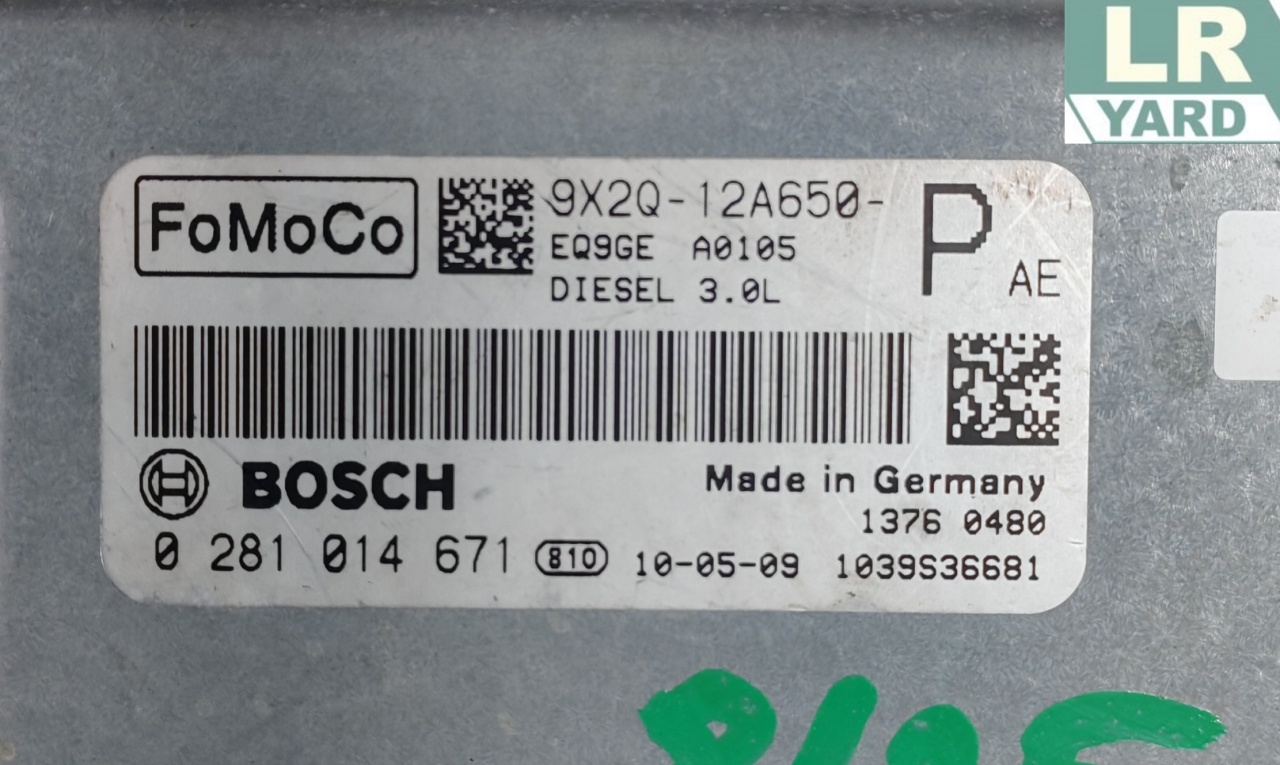 LR
YARD
FoMoCo
9X2Q-12A650-
P
AE
EQ9GE A0105
DIESEL 3.0L
BOSCH
Made in Germany
1376 0480
0 281 014 671 810 10-05-09 1039S36681